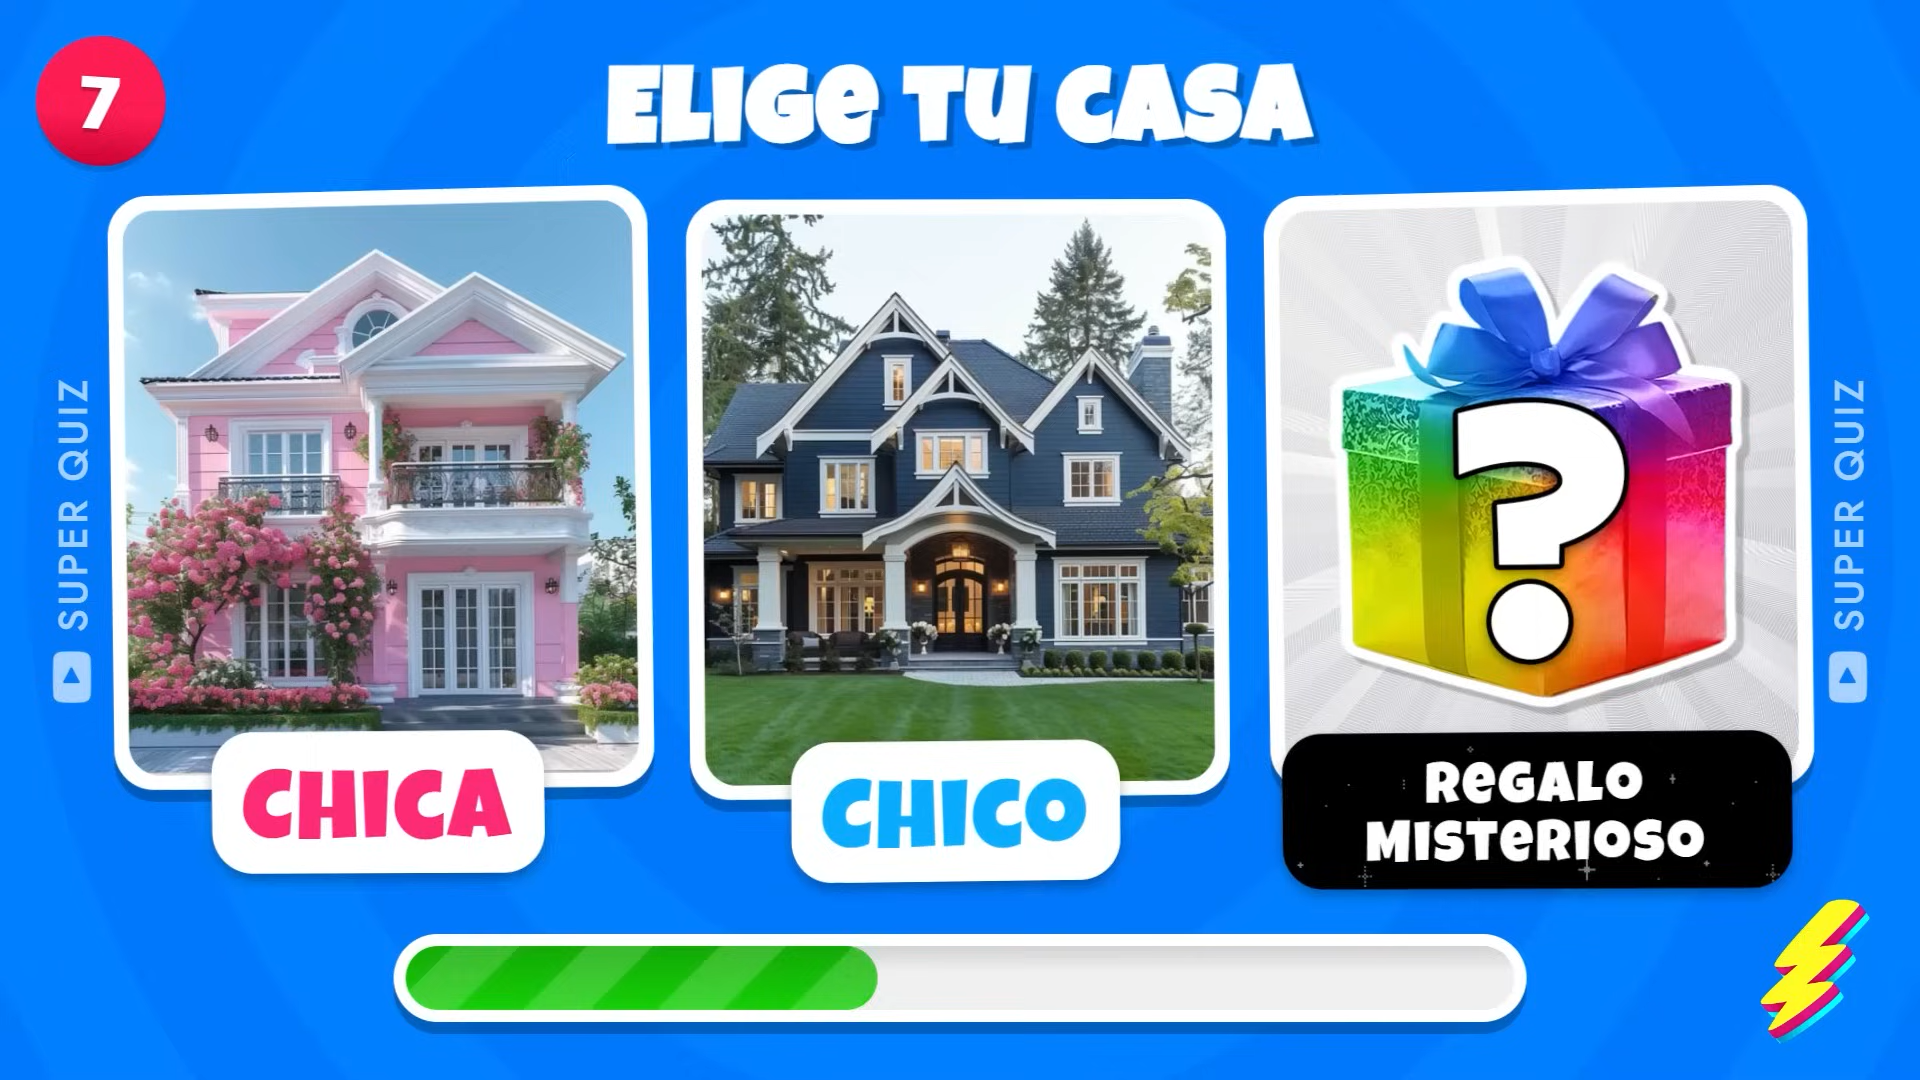 7
ELIGE TU CASA
SUPER QUIZ
CHICA
CHICO
?
REGALO
MISTERIOSO
SUPER QUIZ